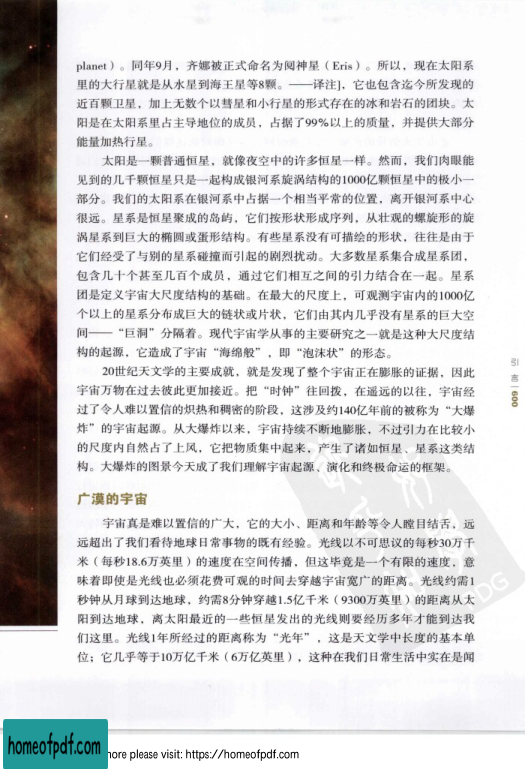 planet）。同年9月，齐娜被正式命名为阋神星（Eris）。所以，现在太阳系
里的大行星就是从水星到海王星等8颗。——译注]，它也包含迄今所发现的
近百颗卫星，加上无数个以彗星和小行星的形式存在的冰和岩石的团块。太
阳是在太阳系里占主导地位的成员，占据了99%以上的质量，并提供大部分
能量加热行星。
太阳是一颗普通恒星，就像夜空中的许多恒星一样。然而，我们肉眼能
见到的几千颗恒星只是一起构成银河系旋涡结构的1000亿颗恒星中的极小一
部分。我们的太阳系在银河系中占据一个相当平常的位置，离开银河系中心
很远。星系是恒星聚成的岛屿，它们按形状形成序列，从壮观的螺旋形的旋
涡星系到巨大的椭圆或蛋形结构。有些星系没有可描绘的形状，往往是由于
它们经受了与别的星系碰撞而引起的剧烈扰动。大多数星系集合成星系团，
包含几十个甚至几百个成员，通过它们相互之间的引力结合在一起。星系
团是定义宇宙大尺度结构的基础。在最大的尺度上，可观测宇宙内的1000亿
个以上的星系分布成巨大的链状或片状，它们由其内几乎没有星系的巨大空
间——“巨洞”分隔着。现代宇宙学从事的主要研究之一就是这种大尺度结
构的起源，它造成了宇宙“海绵般”，即“泡沫状”的形态。
20世纪天文学的主要成就，就是发现了整个宇宙正在膨胀的证据，因此
宇宙万物在过去彼此更加接近。把“时钟”往回拨，在遥远的以往，宇宙经
过了令人难以置信的炽热和稠密的阶段，这涉及约140亿年前的被称为“大爆
炸”的宇宙起源。从大爆炸以来，宇宙持续不断地膨胀，不过引力在比较小
的尺度内自然占了上风，它把物质集中起来，产生了诸如恒星、星系这类结
构。大爆炸的图景今天成了我们理解宇宙起源、演化和终极命运的框架。
引言|009
广漠的宇宙
宇宙真是难以置信的广大，它的大小、距离和年龄等令人瞠目结舌，远
远超出了我们看待地球日常事物的既有经验。光线以不可思议的每秒30万千
米（每秒18.6万英里）的速度在空间传播，但这毕竟是一个有限的速度，意
味着即使是光线也必须花费可观的时间去穿越宇宙宽广的距离。光线约需1
秒钟从月球到达地球，约需8分钟穿越1.5亿千米（9300万英里）的距离从太
阳到达地球，离太阳最近的一些恒星发出的光线则要经历多年才能到达我
们这里。光线1年所经过的距离称为“光年”，这是天文学中长度的基本单
位；它几乎等于10万亿千米（6万亿英里），这种在我们日常生活中实在是闻
homeofpdf.com
more please visit: https://homeofpdf.com